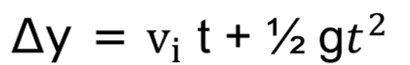 Δy = vᵢ t + ½ gt²